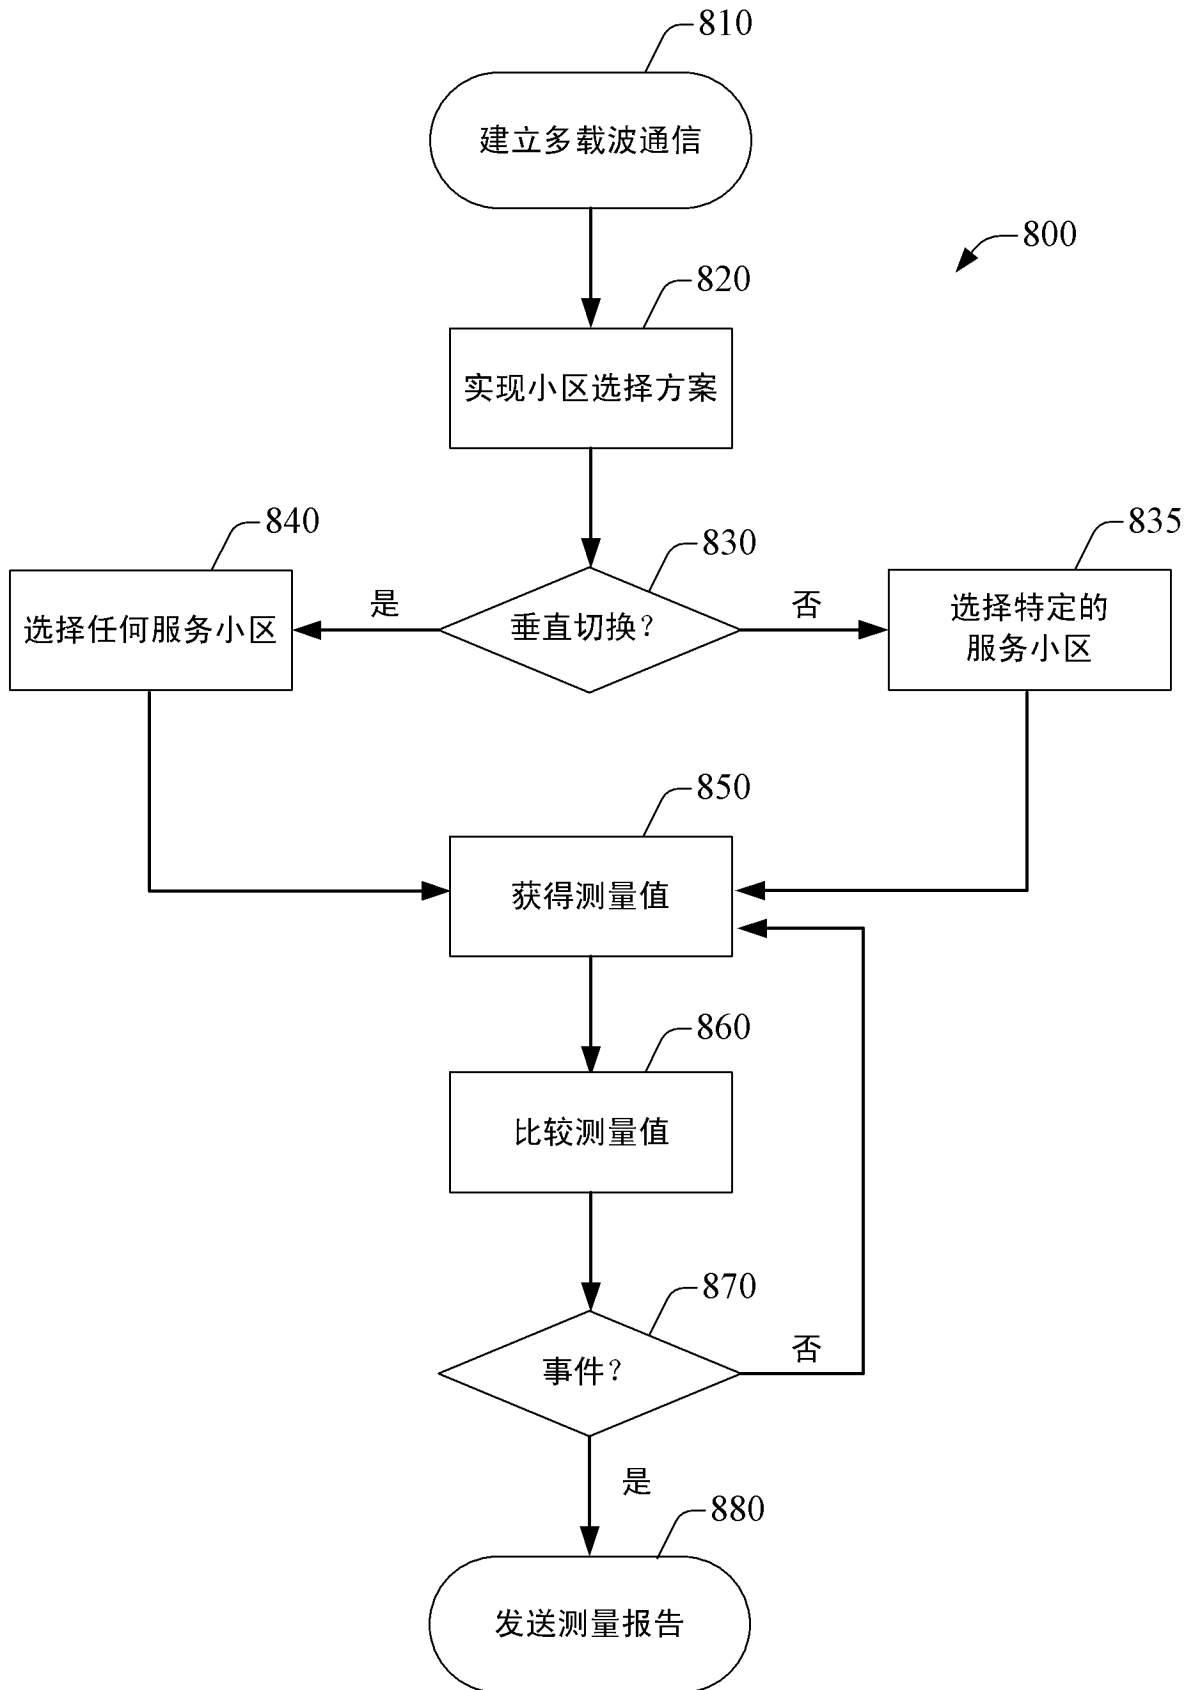 810
建立多载波通信
800
820
实现小区选择方案
840
830
835
选择任何服务小区
是
垂直切换?
否
选择特定的
服务小区
850
获得测量值
860
比较测量值
870
事件?
否
是
880
发送测量报告